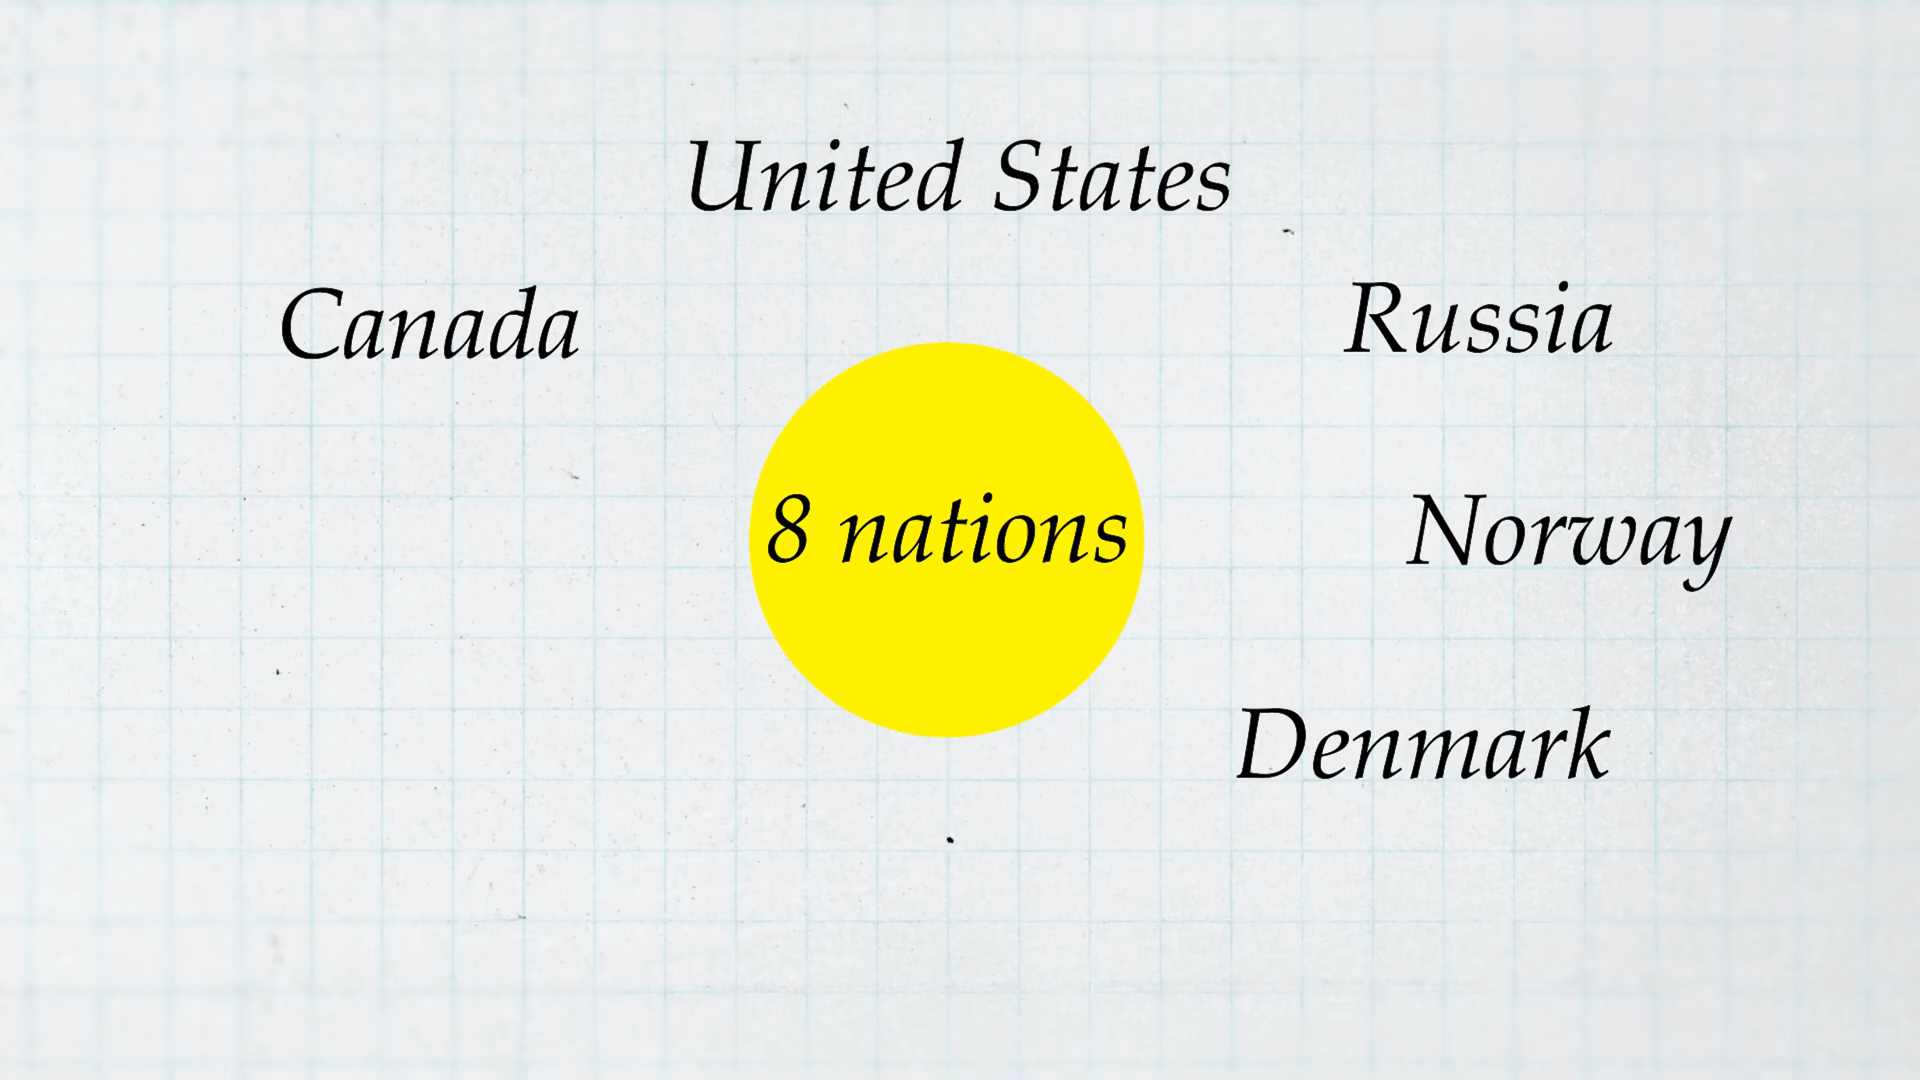 United States
Canada
Russia
8 nations
Norway
Denmark